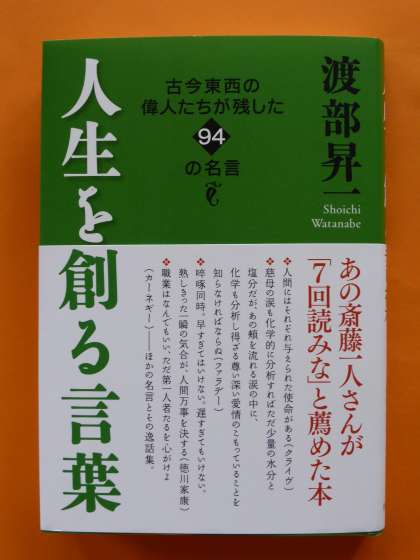 渡部昇一
Shoichi
Watanabe
古今東西の
偉人たちが残した
94
の名言
人生を創る言葉
あの斎藤一人さんが
「7回読みな」と薦めた本
人間にはそれぞれ与えられた使命がある（クライヴ）
慈母の涙も化学的に分析すればただ少量の水分と
塩分だが、あの頬を流れる涙の中に、
化学も分析し得ざる尊い深い愛情のこもっていることを
知らなければならぬ（ファラデー）
啐啄同時。早すぎてはいけない。遅すぎてもいけない。
熟しきった一瞬の気合が、人間万事を決する（徳川家康）
職業はなんでもいい、ただ第一人者たるを心がけよ
（カーネギー）――ほかの名言とその逸話集。